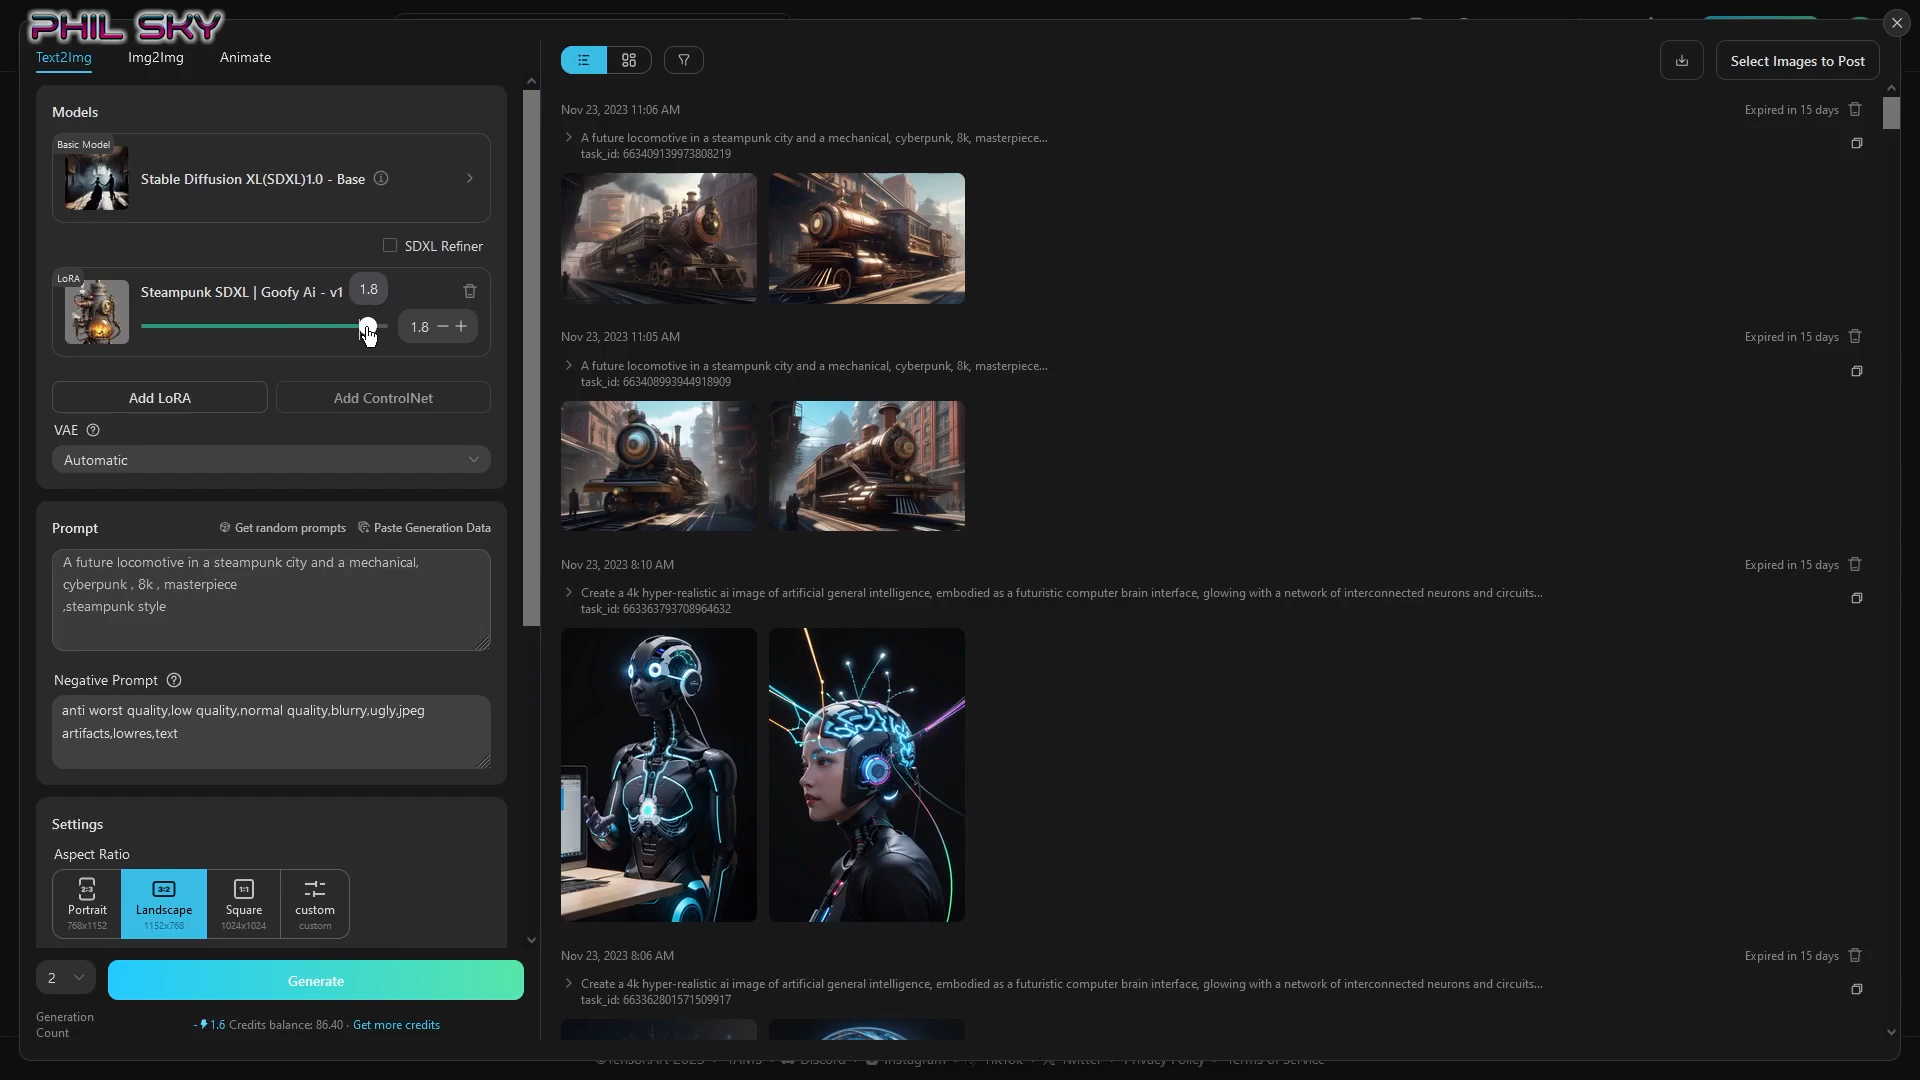 PHIL SKY
Text2Img
Img2Img
Animate
Models
Basic Model
Stable Diffusion XL(SDXL)1.0 - Base
SDXL Refiner
LoRA
Steampunk SDXL | Goofy Ai - v1
1.8
1.8
Add LoRA
Add ControlNet
VAE
Automatic
Prompt
Get random prompts
Paste Generation Data
A future locomotive in a steampunk city and a mechanical,
cyberpunk , 8k , masterpiece
,steampunk style
Negative Prompt
anti worst quality,low quality,normal quality,blurry,ugly,jpeg
artifacts,lowres,text
Settings
Aspect Ratio
2:3
Portrait
768x1152
3:2
Landscape
1152x768
1:1
Square
1024x1024
custom
custom
2
Generate
Generation
Count
- 1.6 Credits balance: 86.40 · Get more credits
Select Images to Post
Nov 23, 2023 11:06 AM
Expired in 15 days
A future locomotive in a steampunk city and a mechanical, cyberpunk, 8k, masterpiece...
task_id: 663409139973808219
Nov 23, 2023 11:05 AM
Expired in 15 days
A future locomotive in a steampunk city and a mechanical, cyberpunk, 8k, masterpiece...
task_id: 663408993944918909
Nov 23, 2023 8:10 AM
Expired in 15 days
Create a 4k hyper-realistic ai image of artificial general intelligence, embodied as a futuristic computer brain interface, glowing with a network of interconnected neurons and circuits...
task_id: 663363793708964632
Nov 23, 2023 8:06 AM
Expired in 15 days
Create a 4k hyper-realistic ai image of artificial general intelligence, embodied as a futuristic computer brain interface, glowing with a network of interconnected neurons and circuits...
task_id: 663362801571509917